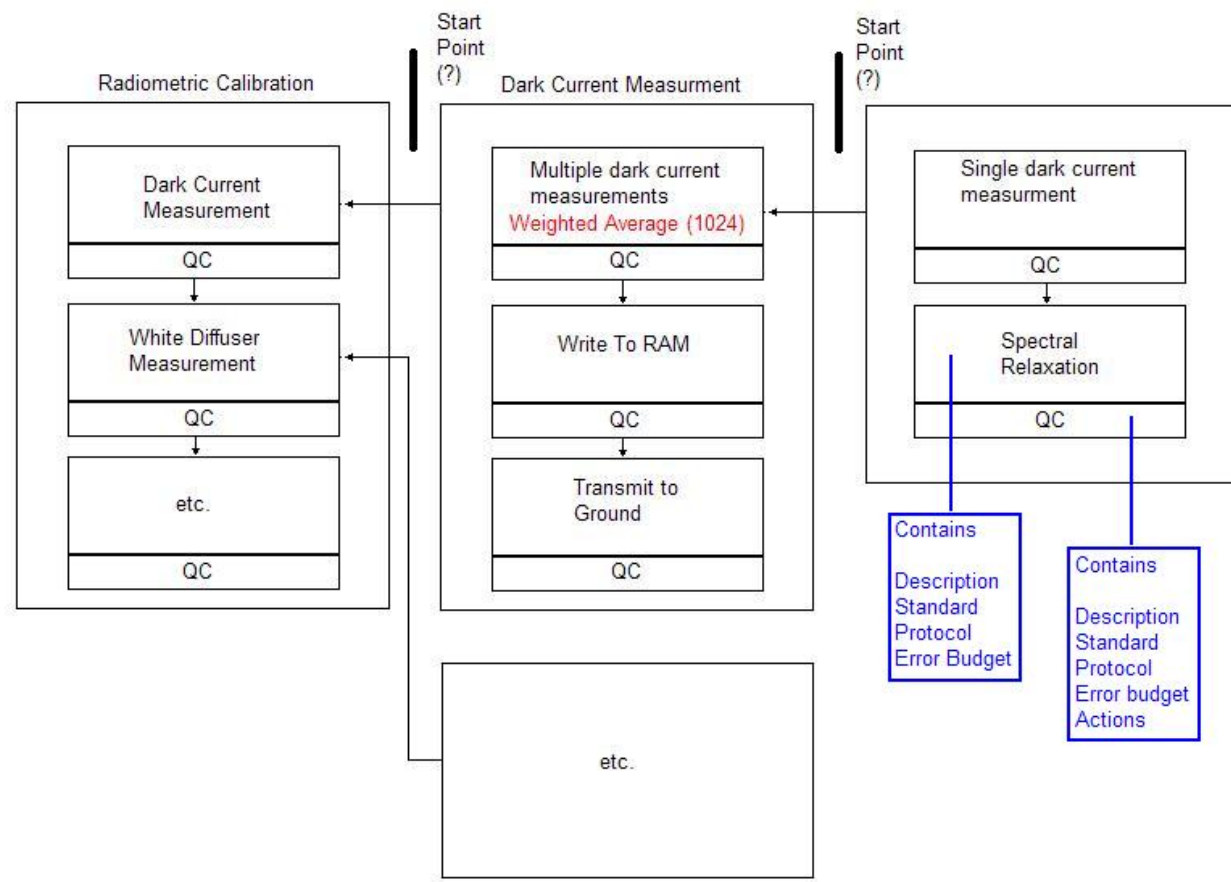 Start
Point
(?)
Start
Point
(?)
Radiometric Calibration
Dark Current Measurment
Dark Current
Measurement
QC
White Diffuser
Measurement
QC
etc.
QC
Multiple dark current
measurements
Weighted Average (1024)
QC
Write To RAM
QC
Transmit to
Ground
QC
etc.
Single dark current
measurment
QC
Spectral
Relaxation
QC
Contains
Description
Standard
Protocol
Error Budget
Contains
Description
Standard
Protocol
Error budget
Actions